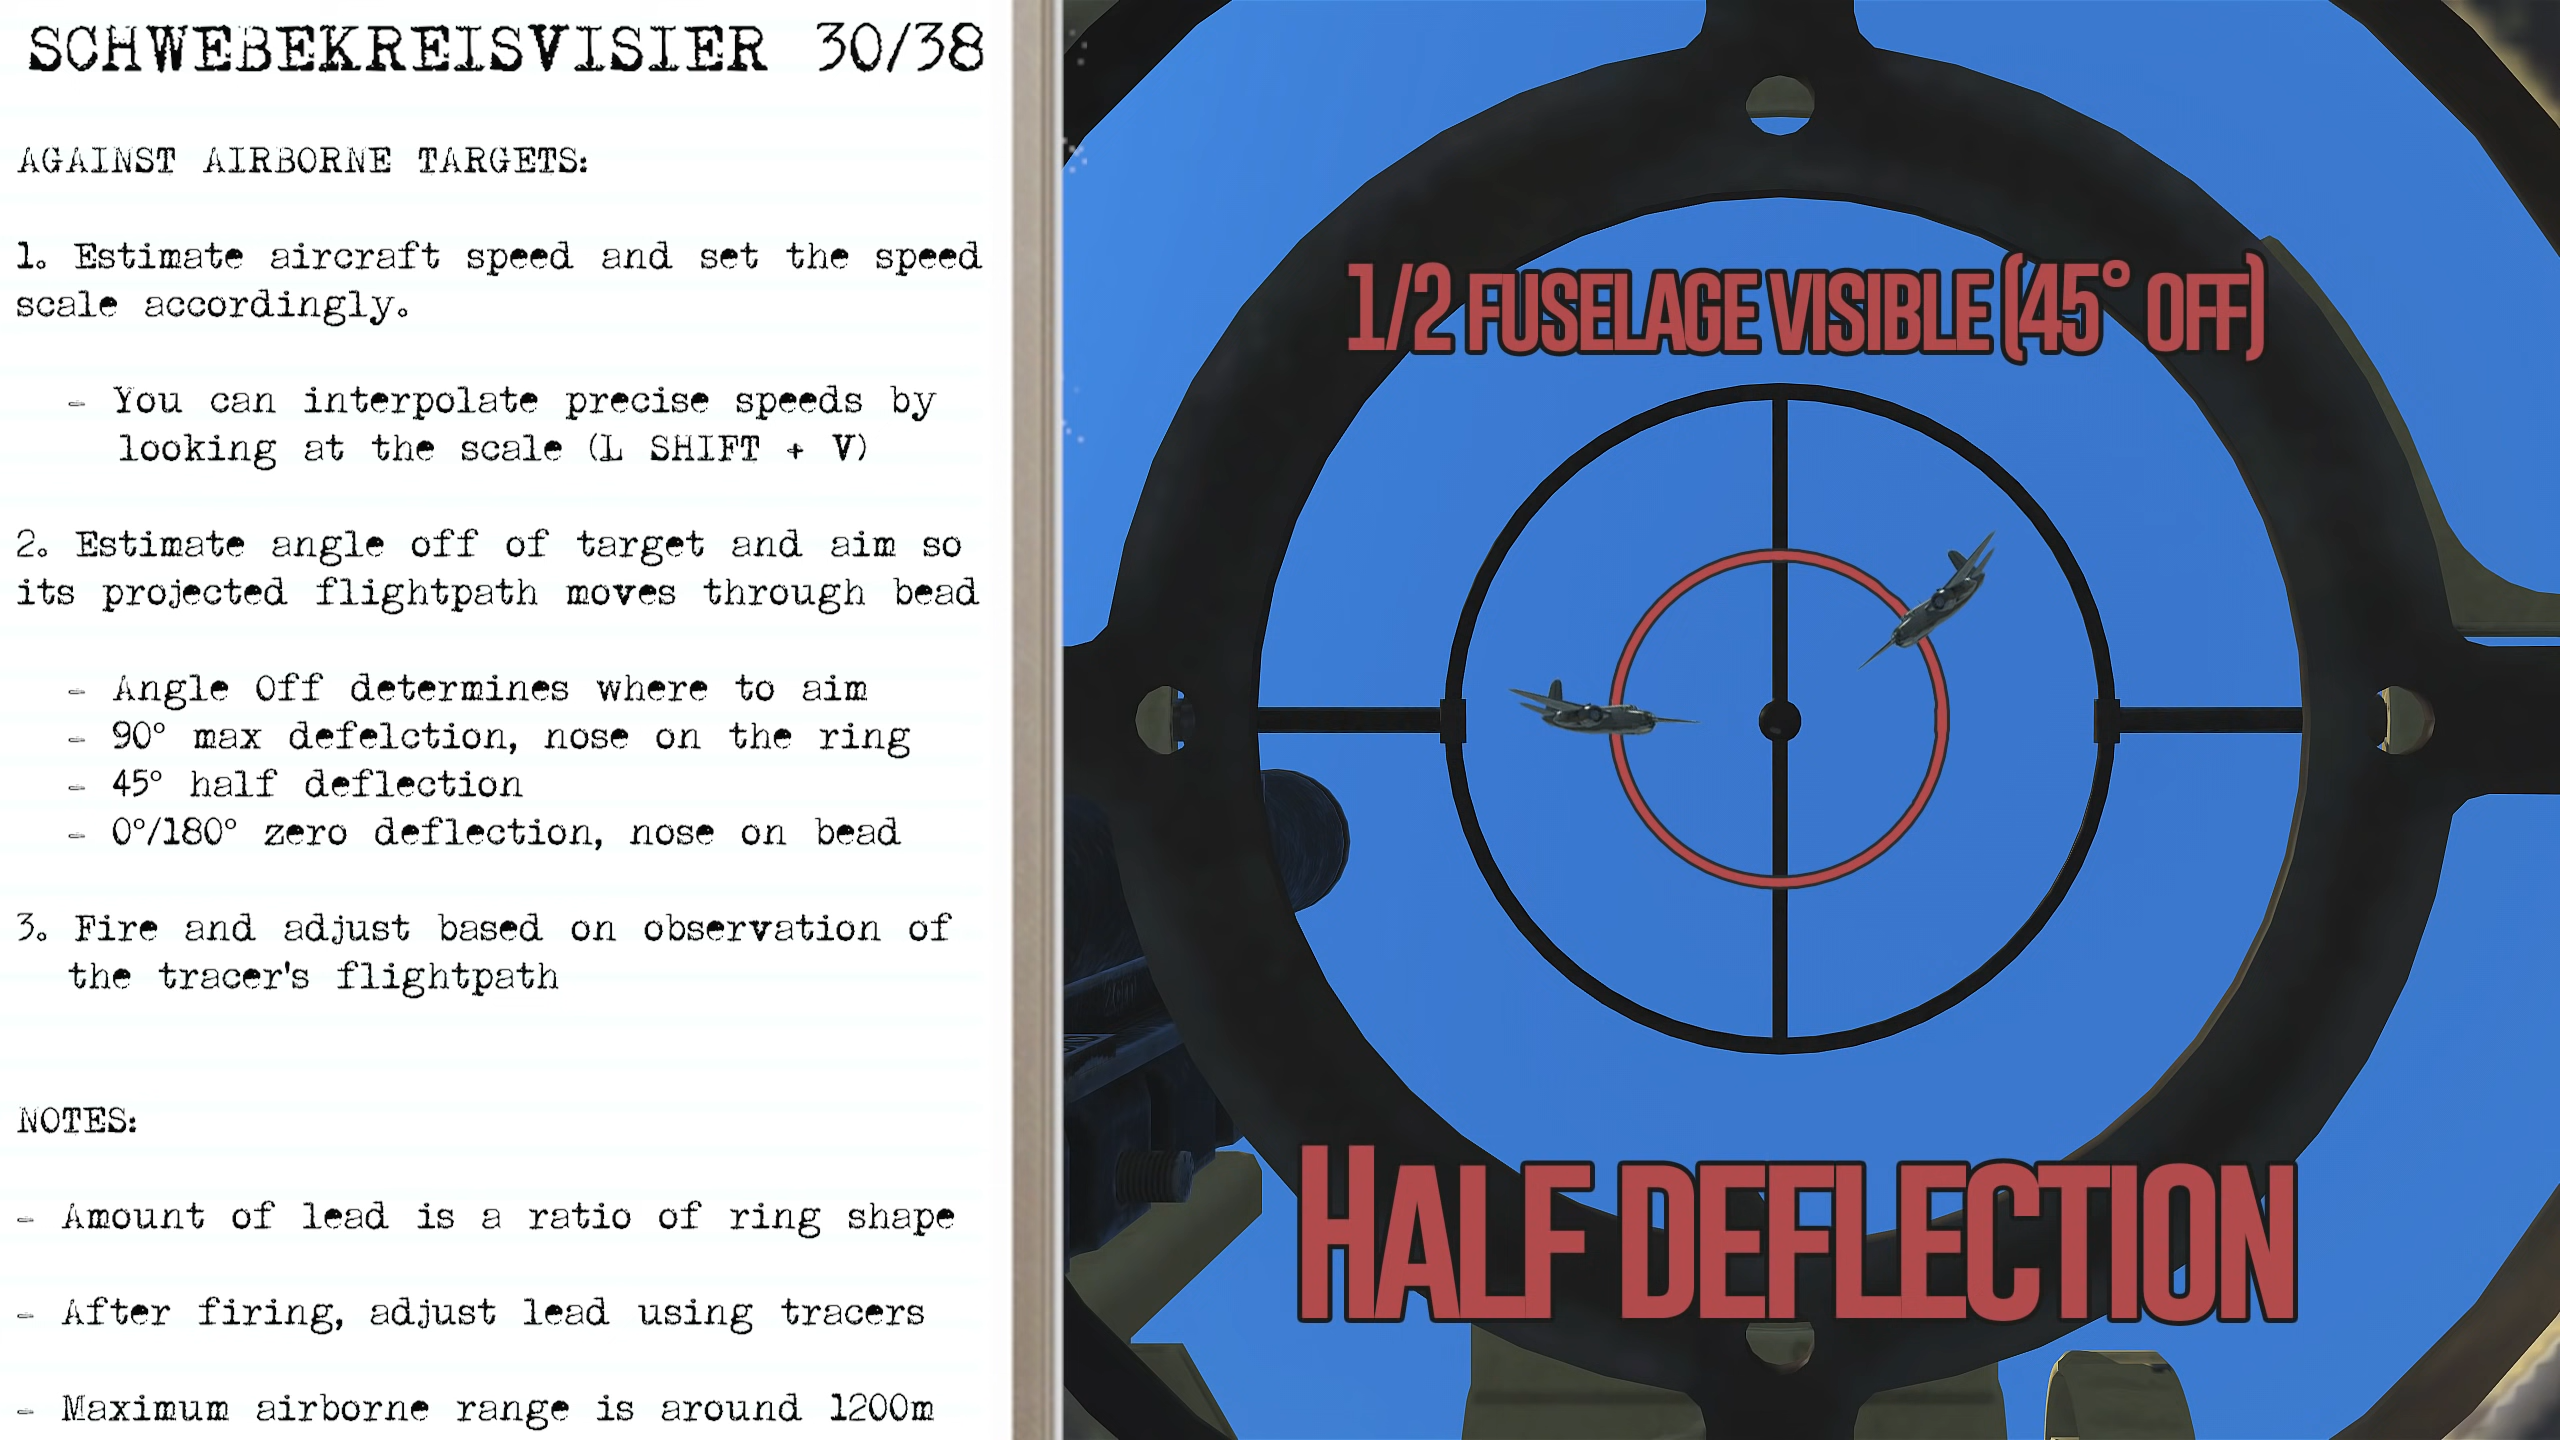 SCHWEBEKREISVISIER 30/38
AGAINST AIRBORNE TARGETS:
1. Estimate aircraft speed and set the speed
scale accordingly.
- You can interpolate precise speeds by
looking at the scale (L SHIFT + V)
2. Estimate angle off of target and aim so
its projected flightpath moves through bead
- Angle Off determines where to aim
- 90° max defelction, nose on the ring
- 45° half deflection
- 0°/180° zero deflection, nose on bead
3. Fire and adjust based on observation of
the tracer's flightpath
NOTES:
- Amount of lead is a ratio of ring shape
- After firing, adjust lead using tracers
- Maximum airborne range is around 1200m
1/2 FUSELAGE VISIBLE (45° OFF)
HALF DEFLECTION